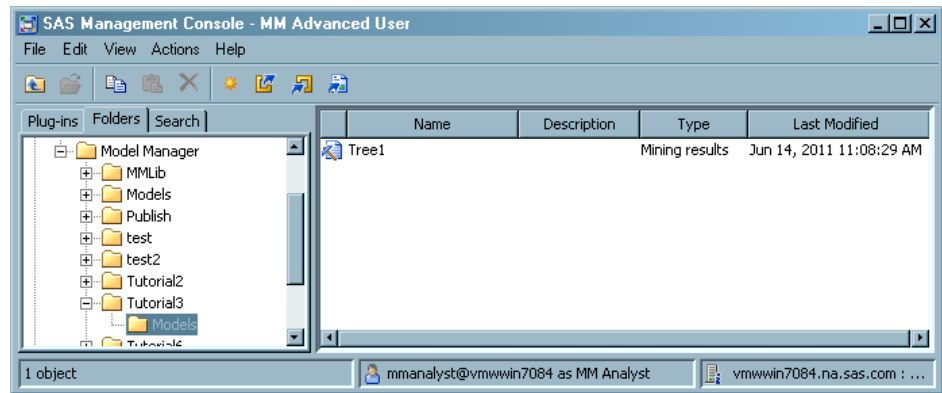 SAS Management Console - MM Advanced User
File Edit View Actions Help
Plug-ins Folders Search
Name Description Type Last Modified
Model Manager
MMLib
Models
Publish
test
test2
Tutorial2
Tutorial3
Models
Tutorial6
Tree1 Mining results Jun 14, 2011 11:08:29 AM
1 object mmanalyst@vmwwin7084 as MM Analyst vmwwin7084.na.sas.com : ...